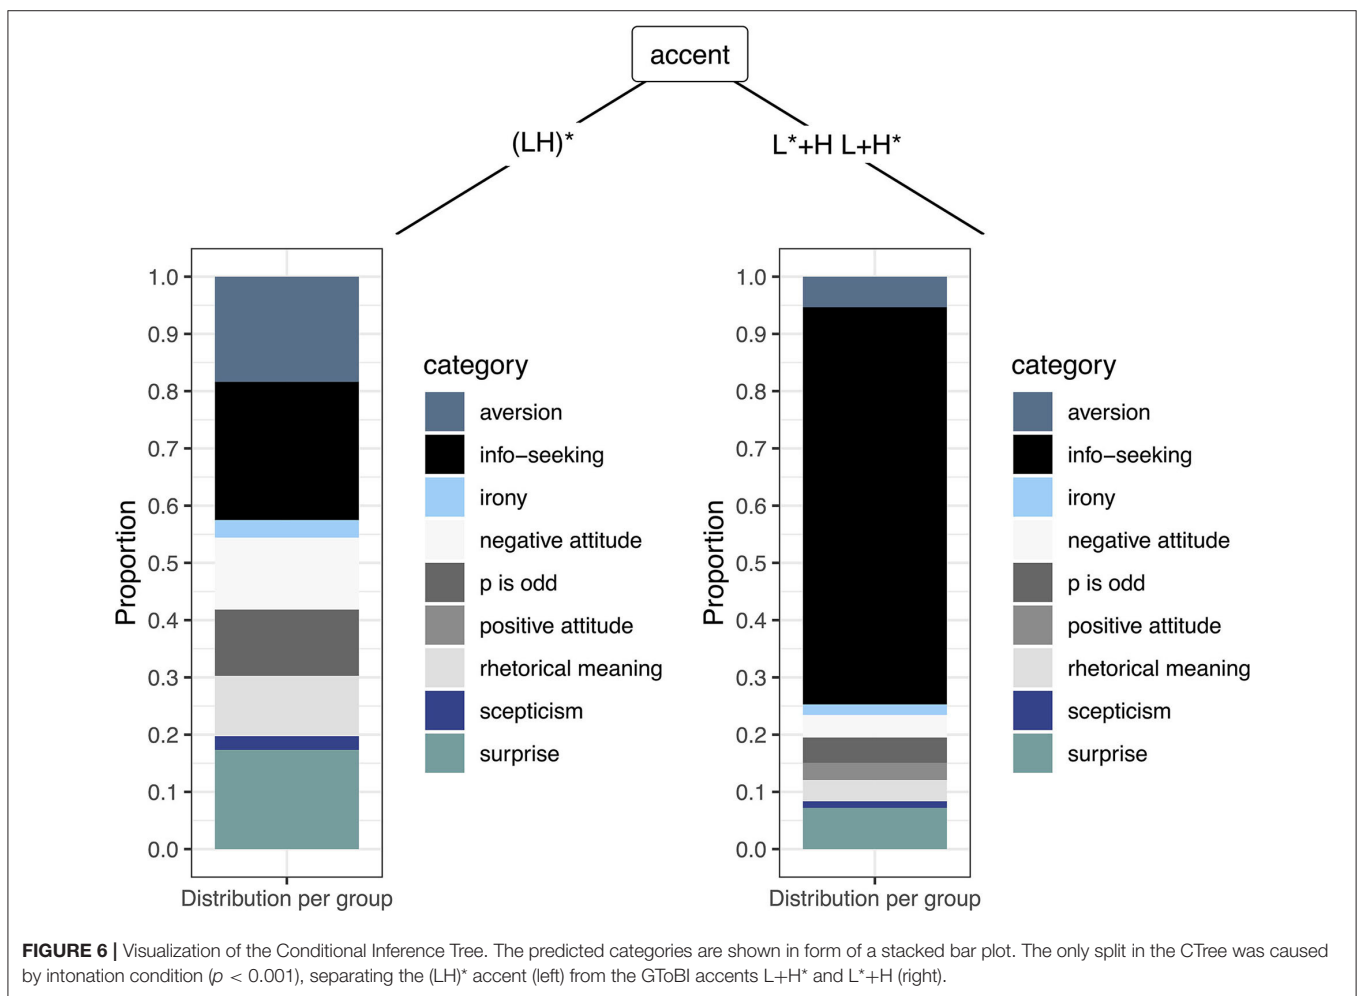 accent
(LH)*
L*+H L+H*
1.0
0.9
0.8
0.7
0.6
0.5
0.4
0.3
0.2
0.1
0.0
Proportion
Distribution per group
category
aversion
info-seeking
irony
negative attitude
p is odd
positive attitude
rhetorical meaning
scepticism
surprise
1.0
0.9
0.8
0.7
0.6
0.5
0.4
0.3
0.2
0.1
0.0
Proportion
Distribution per group
category
aversion
info-seeking
irony
negative attitude
p is odd
positive attitude
rhetorical meaning
scepticism
surprise
FIGURE 6 | Visualization of the Conditional Inference Tree. The predicted categories are shown in form of a stacked bar plot. The only split in the CTree was caused
by intonation condition (p < 0.001), separating the (LH)* accent (left) from the GToBI accents L+H* and L*+H (right).